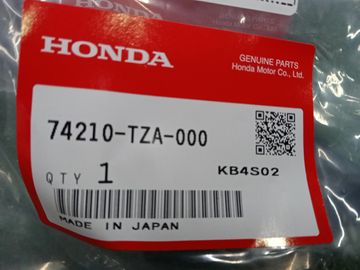 HONDA
GENUINE PARTS
Honda Motor Co., Ltd.
74210-TZA-000
QTY 1
KB4S02
MADE IN JAPAN